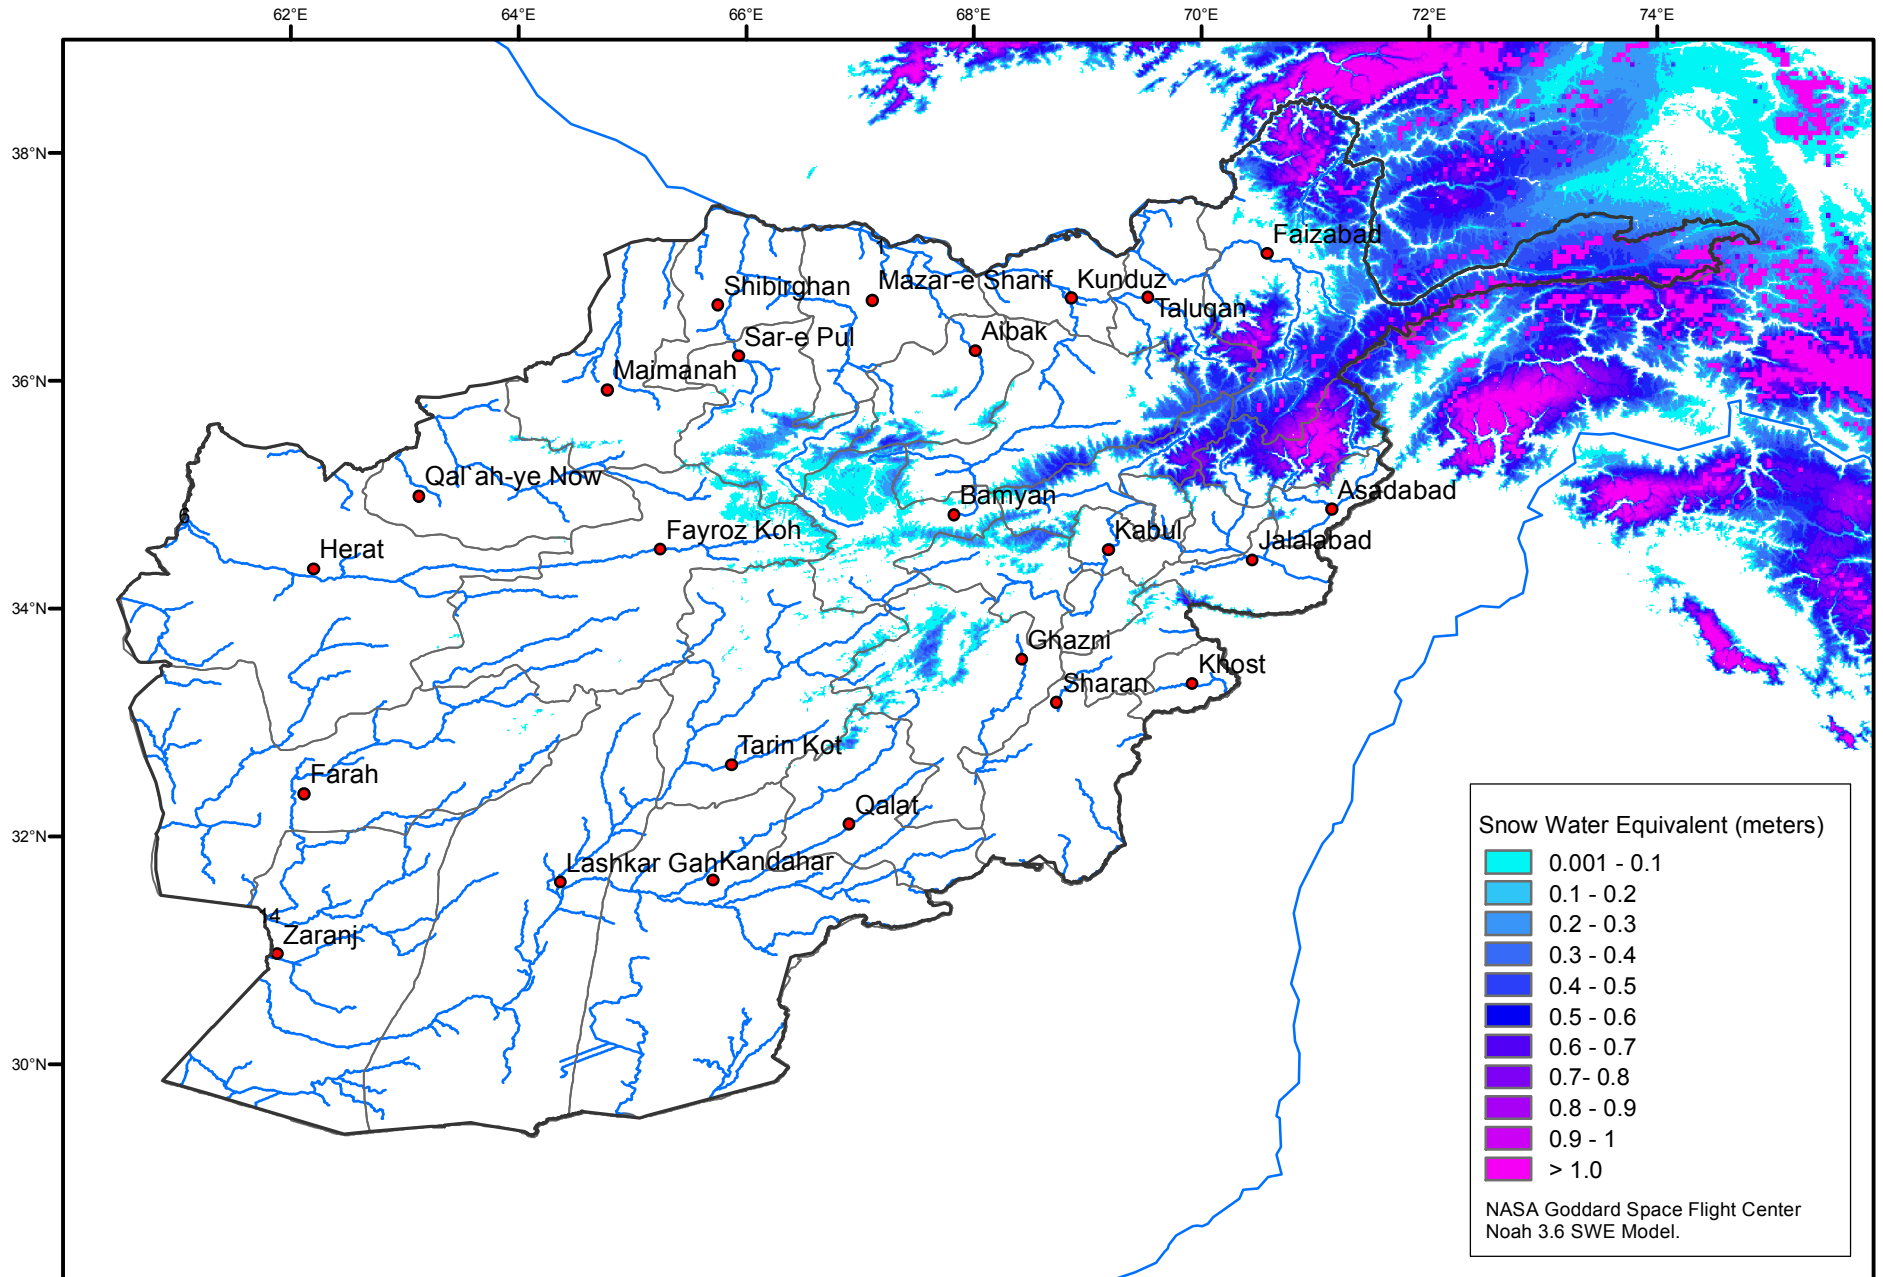 62°E 64°E 66°E 68°E 70°E 72°E 74°E
38°N
Faizabad
1
Shibirghan Mazar-e Sharif Kunduz
Taluqan
Sar-e Pul Aibak
36°N
Maimanah
Qal`ah-ye Now
Bamyan Asadabad
6
Fayroz Koh Kabul
Herat Jalalabad
34°N
Ghazni
Khost
Sharan
Tarin Kot
Farah
Qalat
32°N
Lashkar Gah Kandahar
14
Zaranj
30°N
Snow Water Equivalent (meters)
0.001 - 0.1
0.1 - 0.2
0.2 - 0.3
0.3 - 0.4
0.4 - 0.5
0.5 - 0.6
0.6 - 0.7
0.7- 0.8
0.8 - 0.9
0.9 - 1
> 1.0
NASA Goddard Space Flight Center
Noah 3.6 SWE Model.